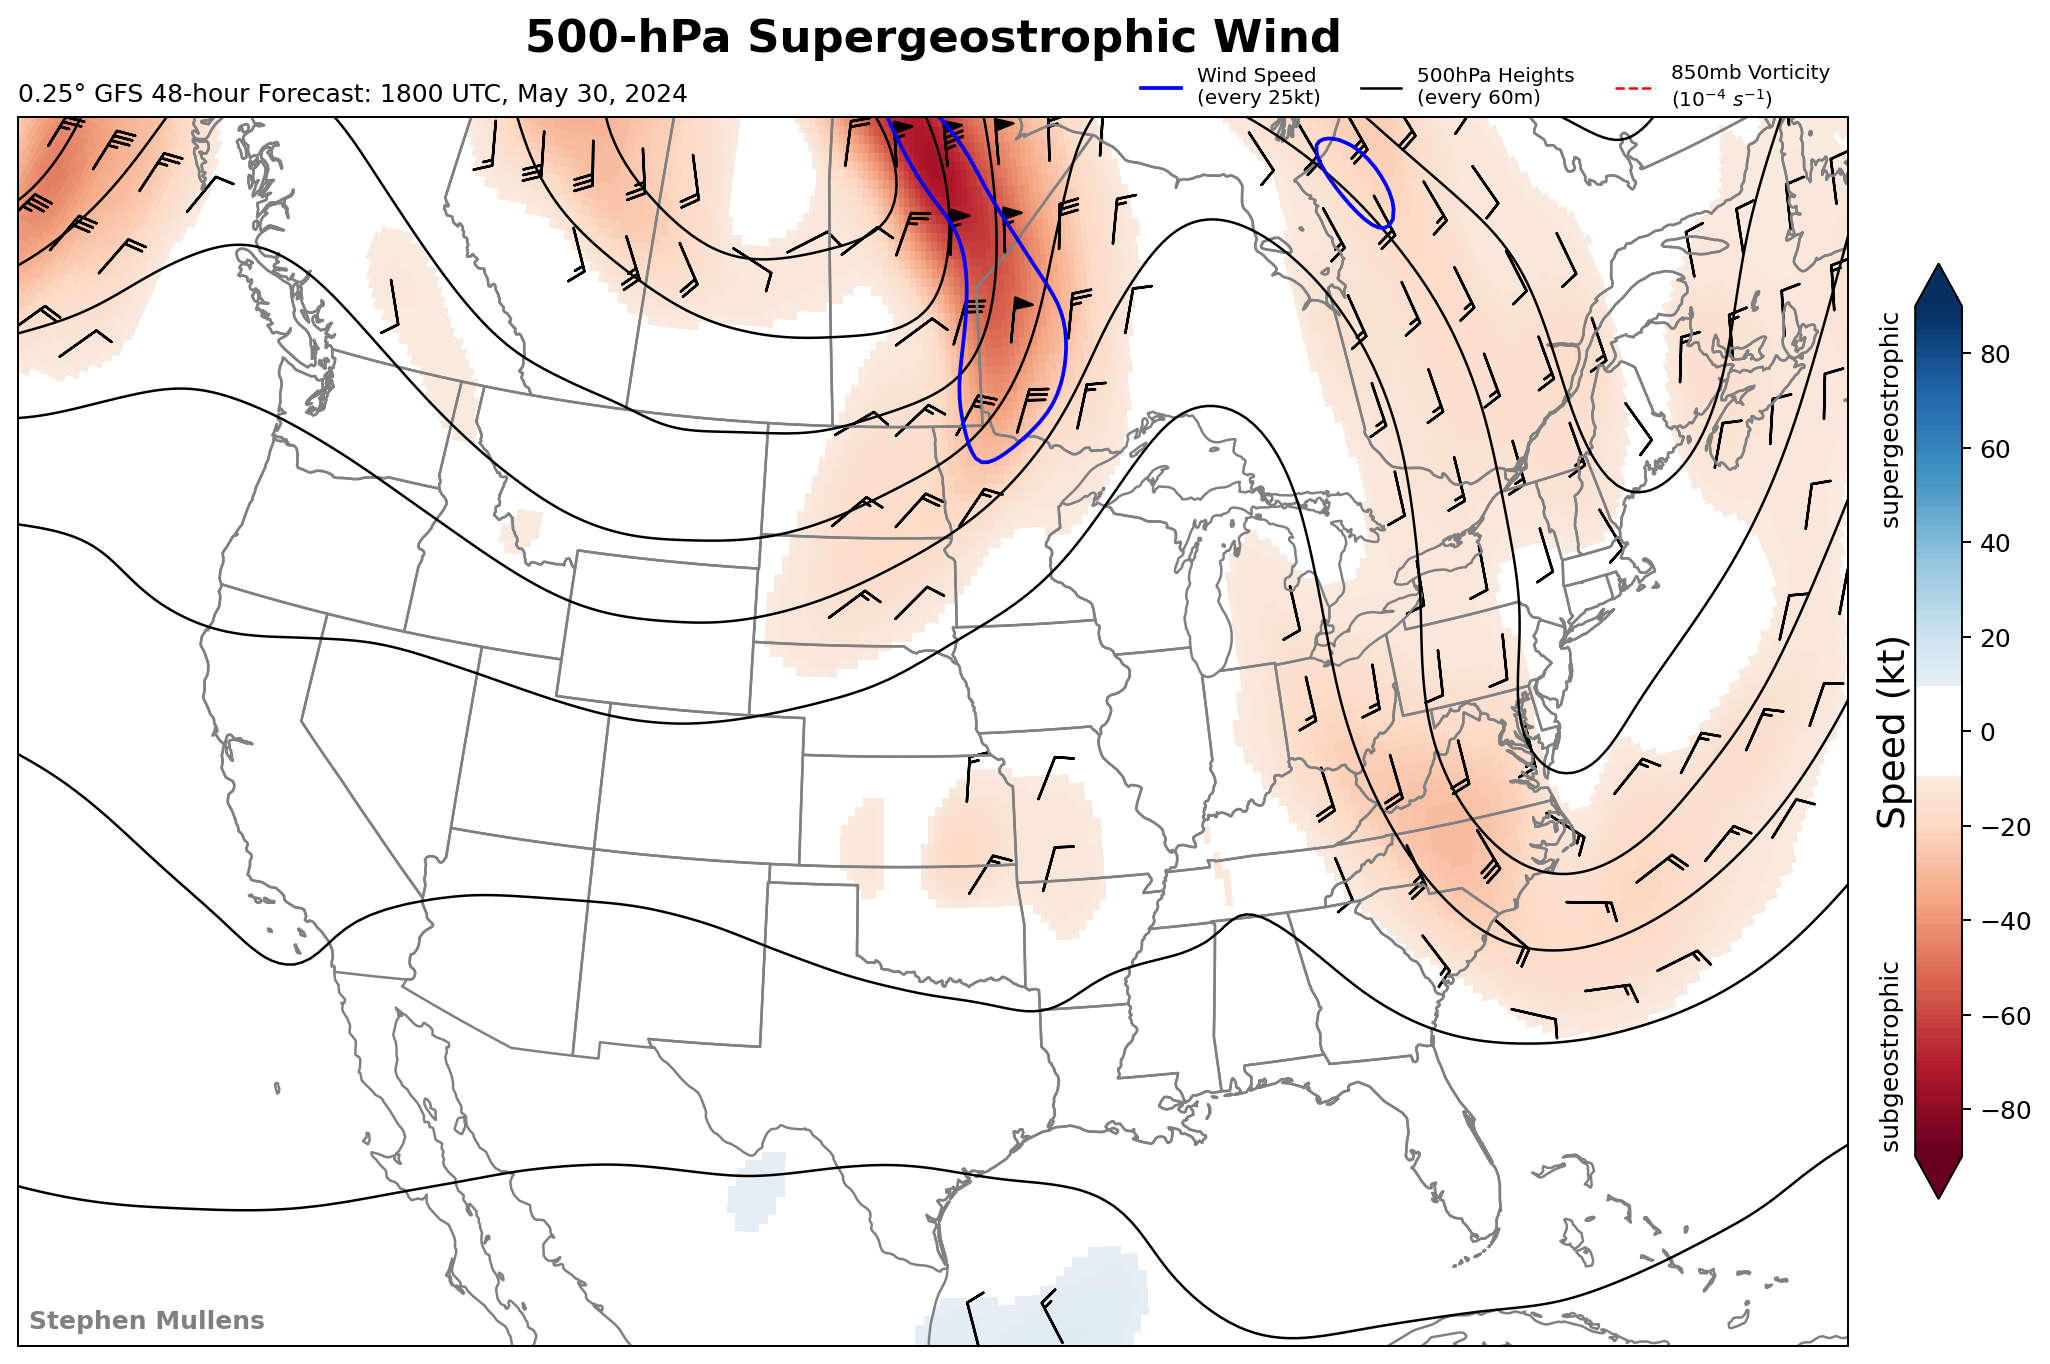 500-hPa Supergeostrophic Wind
0.25° GFS 48-hour Forecast: 1800 UTC, May 30, 2024
Wind Speed
(every 25kt)
500hPa Heights
(every 60m)
850mb Vorticity
(10⁻⁴ s⁻¹)
supergeostrophic
Speed (kt)
subgeostrophic
80
60
40
20
0
−20
−40
−60
−80
Stephen Mullens